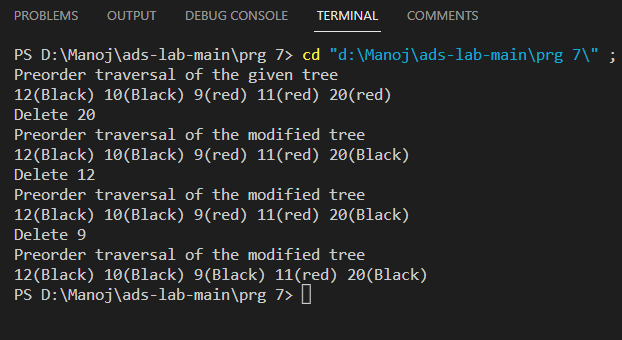 PROBLEMS OUTPUT DEBUG CONSOLE TERMINAL COMMENTS
PS D:\Manoj\ads-lab-main\prg 7> cd "d:\Manoj\ads-lab-main\prg 7\" ;
Preorder traversal of the given tree
12(Black) 10(Black) 9(red) 11(red) 20(red)
Delete 20
Preorder traversal of the modified tree
12(Black) 10(Black) 9(red) 11(red) 20(Black)
Delete 12
Preorder traversal of the modified tree
12(Black) 10(Black) 9(red) 11(red) 20(Black)
Delete 9
Preorder traversal of the modified tree
12(Black) 10(Black) 9(Black) 11(red) 20(Black)
PS D:\Manoj\ads-lab-main\prg 7>